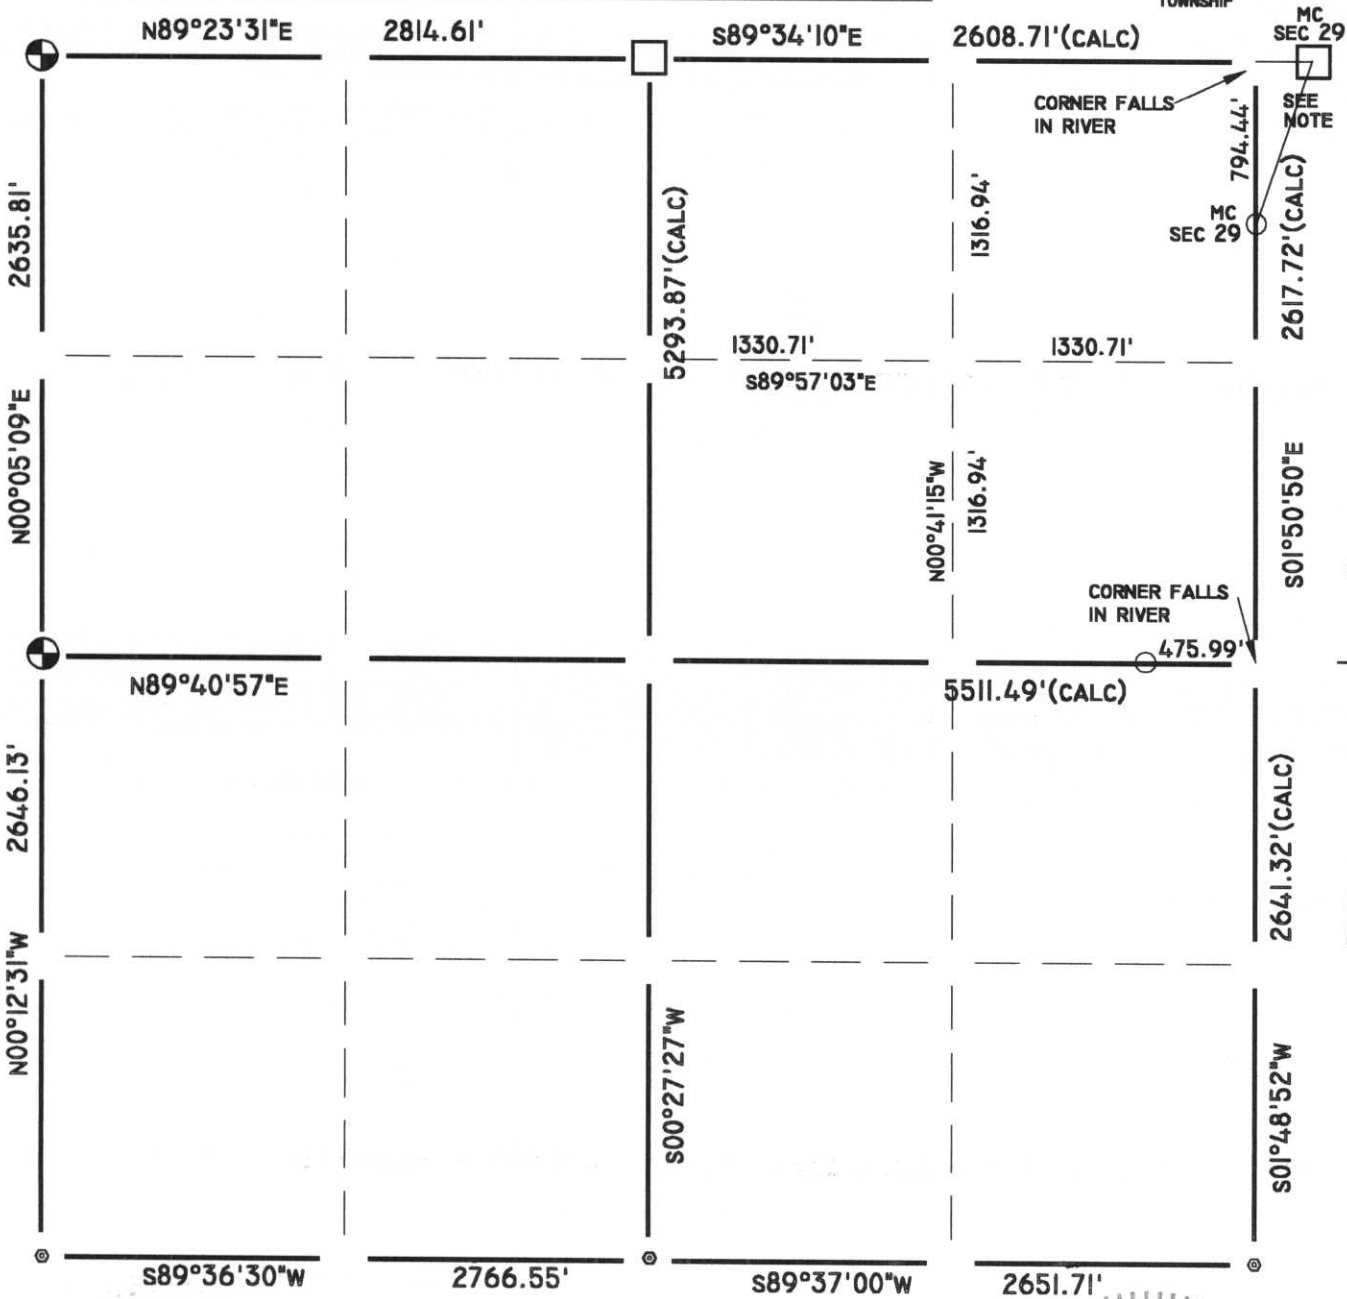 TOWNSHIP
N89°23'31"E
2814.61'
S89°34'10"E
2608.71'(CALC)
MC
SEC 29
CORNER FALLS
IN RIVER
SEE
NOTE
794.44'
2635.81'
5293.87'(CALC)
1316.94'
MC
SEC 29
2617.72'(CALC)
1330.71'
1330.71'
S89°57'03"E
N00°05'09"E
N00°41'15"W
1316.94'
S01°50'50"E
CORNER FALLS
IN RIVER
475.99'
N89°40'57"E
5511.49'(CALC)
2646.13'
2641.32'(CALC)
N00°12'31"W
S00°27'27"W
S01°48'52"W
S89°36'30"W
2766.55'
S89°37'00"W
2651.71'